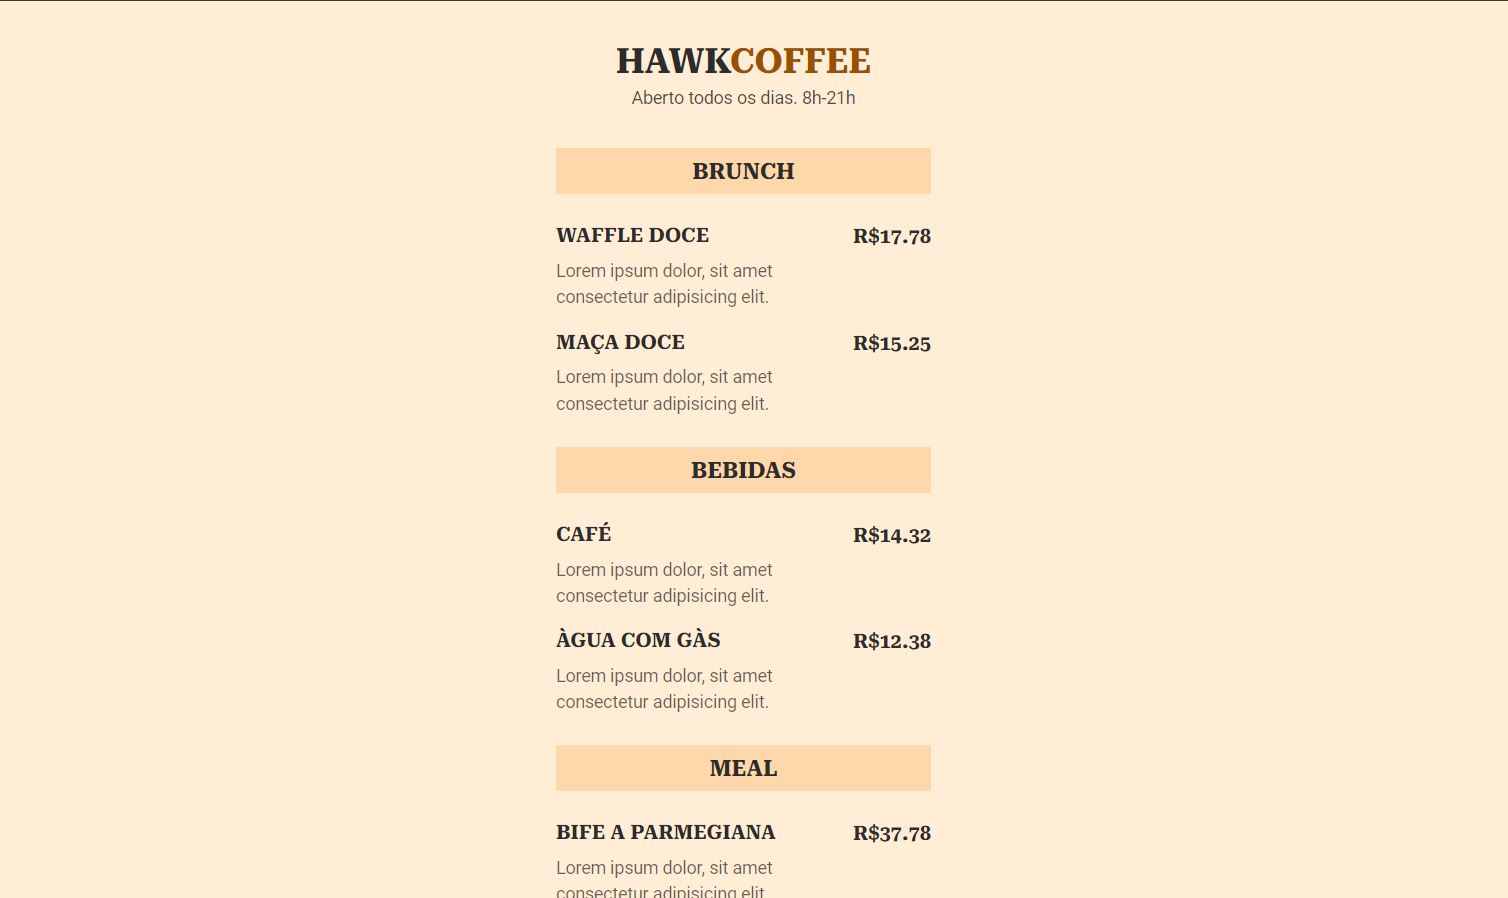 HAWKCOFFEE
Aberto todos os dias. 8h-21h
BRUNCH
WAFFLE DOCE R$17.78
Lorem ipsum dolor, sit amet
consectetur adipisicing elit.
MAÇA DOCE R$15.25
Lorem ipsum dolor, sit amet
consectetur adipisicing elit.
BEBIDAS
CAFÉ R$14.32
Lorem ipsum dolor, sit amet
consectetur adipisicing elit.
ÀGUA COM GÀS R$12.38
Lorem ipsum dolor, sit amet
consectetur adipisicing elit.
MEAL
BIFE A PARMEGIANA R$37.78
Lorem ipsum dolor, sit amet
consectetur adipisicing elit.